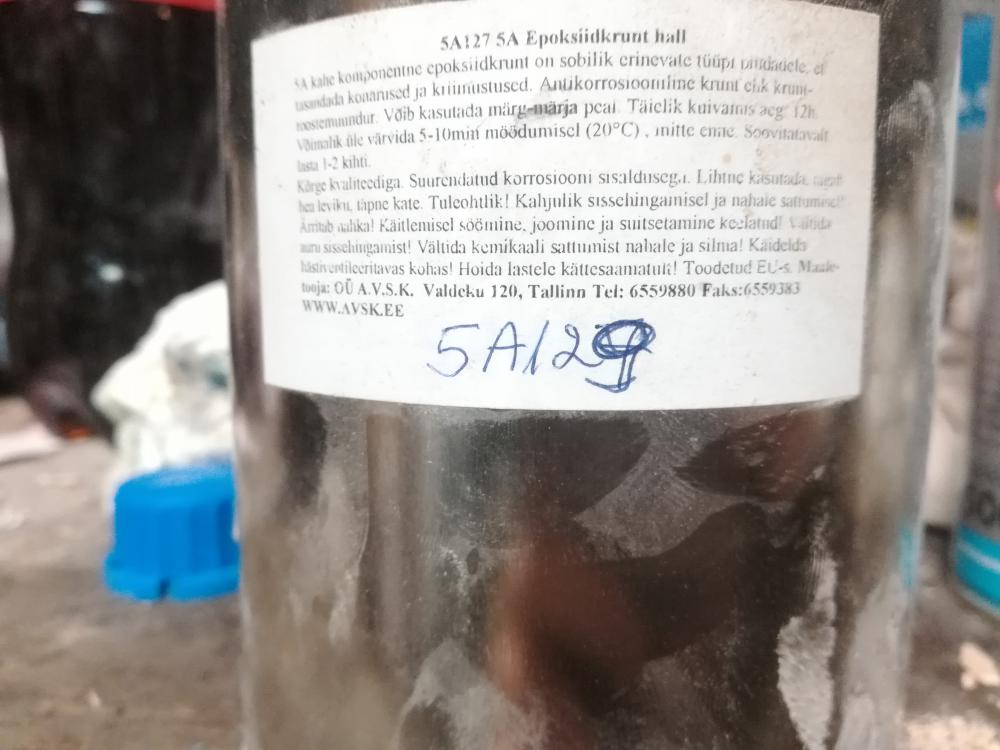 5A127 5A Epoksiidkrunt hall
5A kahe komponentne epoksiidkrunt on sobilik erinevate tüüpi pindadele, et
tasandada konarused ja kriimustused. Antikorrosiooniline krunt ehk krunt-
roostemuundur. Võib kasutada märg-märja peal. Täielik kuivamis aeg 12h.
Võimalik üle värvida 5-10min möödumisel (20°C) , mitte enne. Soovitatavalt
lasta 1-2 kihti.
Kõrge kvaliteediga. Suurendatud korrosiooni sisaldusega. Lihtne kasutada,
hea leviku, täpne kate. Tuleohtlik! Kahjulik sissehingamisel ja nahale sattumisel!
Ärritab nahka! Käitlemisel söömine, joomine ja suitsetamine keelatud! Vältida
auru sissehingamist! Vältida kemikaali sattumist nahale ja silma! Käidelda
hästiventileeritavas kohas! Hoida lastele kättesaamatult! Toodetud EU-s. Maale-
tooja: OÜ A.V.S.K. Valdeku 120, Tallinn Tel: 6559880 Faks:6559383
WWW.AVSK.EE
5A129